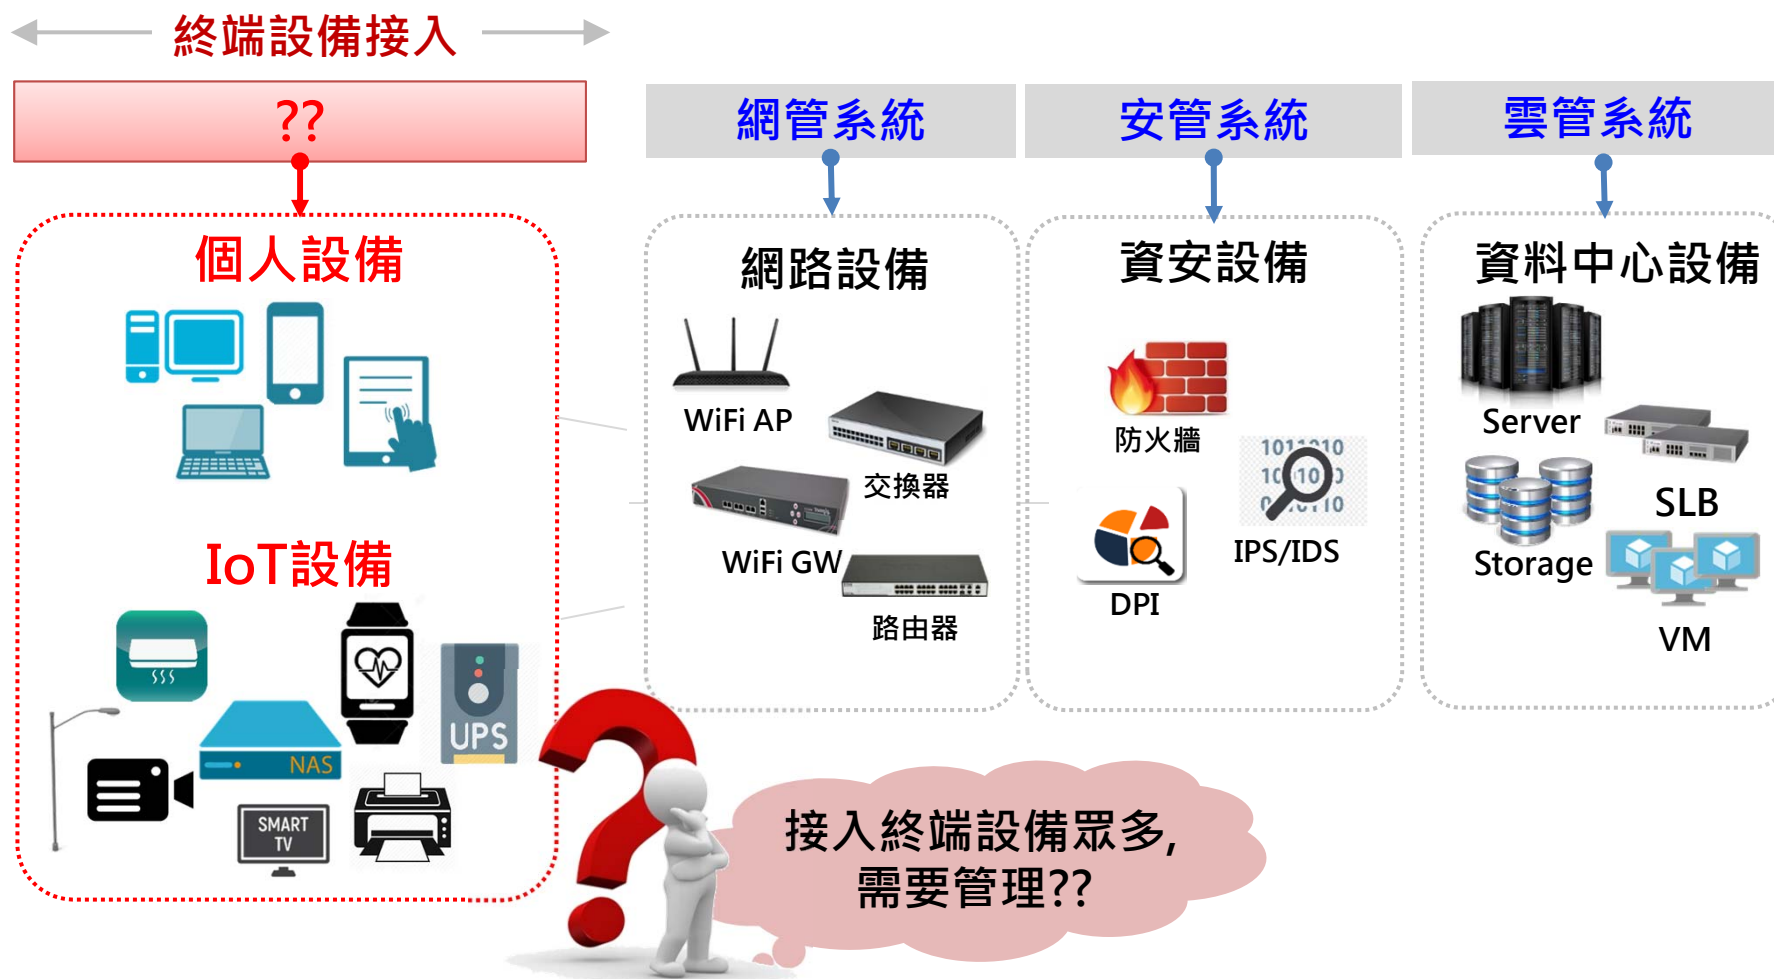 終端設備接入
??
網管系統
安管系統
雲管系統
個人設備
網路設備
資安設備
資料中心設備
WiFi AP
交換器
WiFi GW
路由器
防火牆
IPS/IDS
DPI
Server
SLB
Storage
VM
IoT設備
UPS
NAS
SMART
TV
接入終端設備眾多,
需要管理??